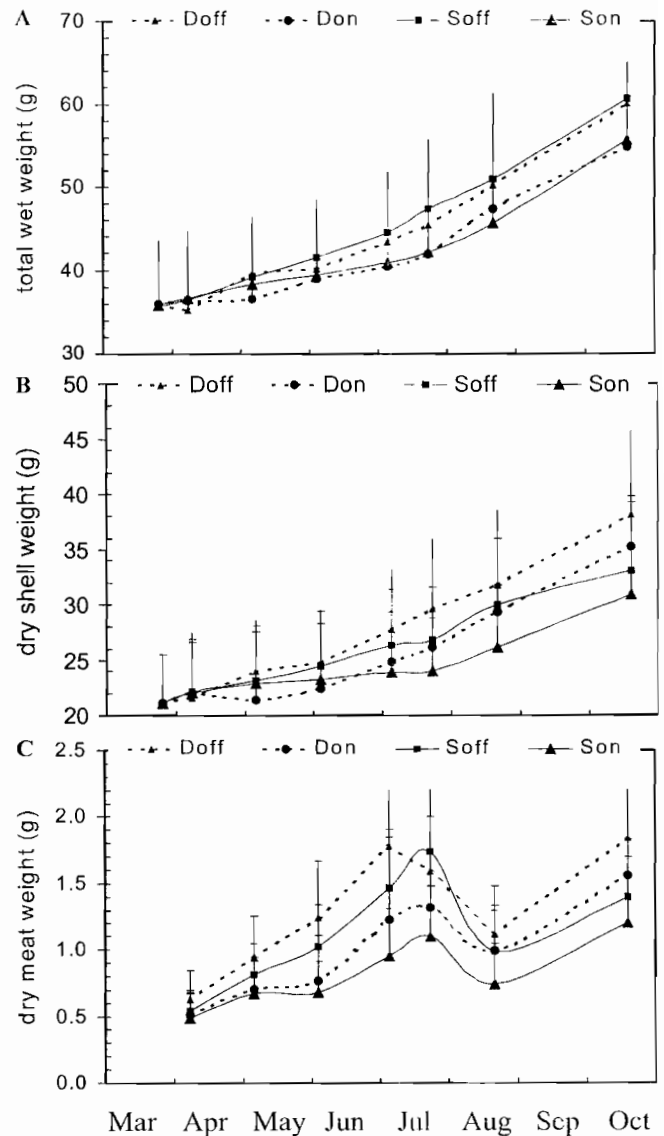 A
Doff Don Soff Son
total wet weight (g)
70
60
50
40
30
B
Doff Don Soff Son
dry shell weight (g)
50
45
40
35
30
25
20
C
Doff Don Soff Son
dry meat weight (g)
2.5
2.0
1.5
1.0
0.5
0.0
Mar Apr May Jun Jul Aug Sep Oct